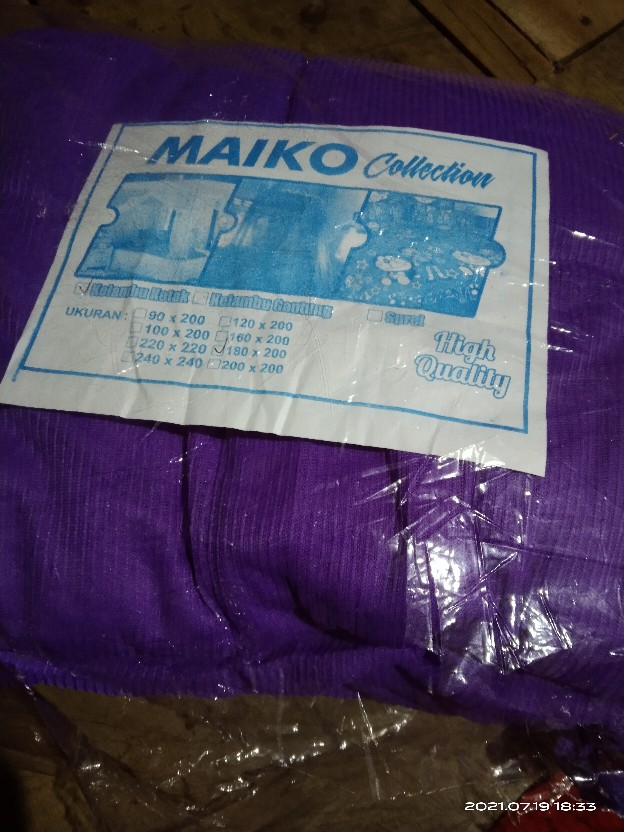 MAIKO Collection
Kelambu Kotak Kelambu Gantung Sprei
UKURAN : 90 x 200 120 x 200
100 x 200 160 x 200
220 x 220 180 x 200
240 x 240 200 x 200
High
Quality
2021.07.19 18:33